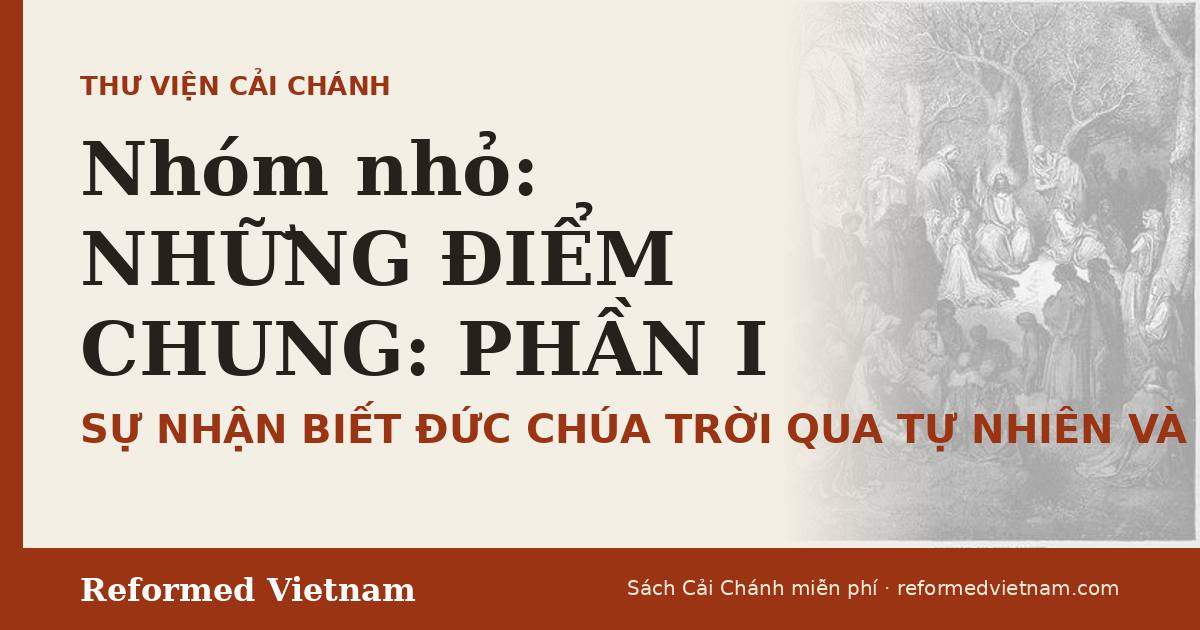 THƯ VIỆN CẢI CHÁNH
Nhóm nhỏ:
NHỮNG ĐIỂM
CHUNG: PHẦN I
SỰ NHẬN BIẾT ĐỨC CHÚA TRỜI QUA TỰ NHIÊN VÀ
Reformed Vietnam
Sách Cải Chánh miễn phí · reformedvietnam.com